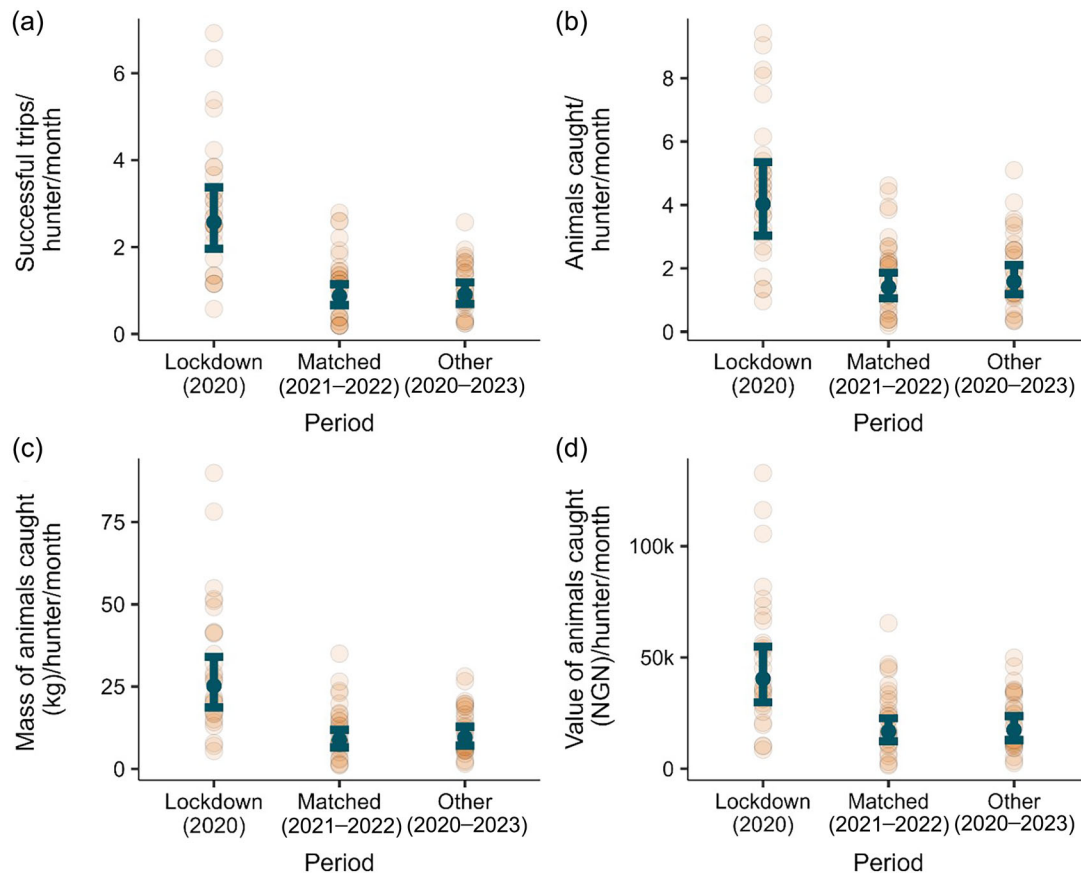 (a)
Successful trips/
hunter/month
6
4
2
0
Lockdown
(2020)
Matched
(2021–2022)
Other
(2020–2023)
Period
(b)
Animals caught/
hunter/month
8
6
4
2
0
Lockdown
(2020)
Matched
(2021–2022)
Other
(2020–2023)
Period
(c)
Mass of animals caught
(kg)/hunter/month
75
50
25
0
Lockdown
(2020)
Matched
(2021–2022)
Other
(2020–2023)
Period
(d)
Value of animals caught
(NGN)/hunter/month
100k
50k
0
Lockdown
(2020)
Matched
(2021–2022)
Other
(2020–2023)
Period